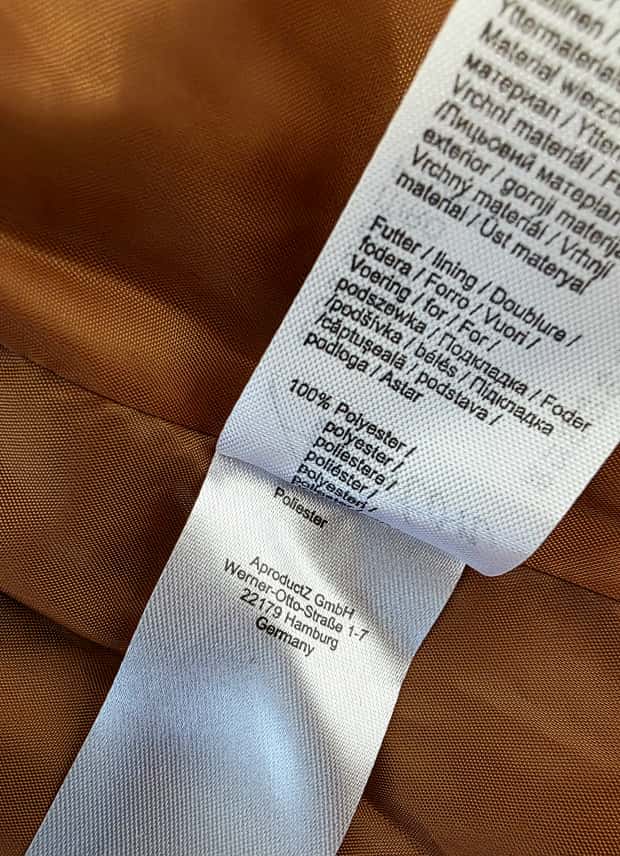 Yttermaterial
Material wierzc
материал / Ytter
Vrchní materiál / F
/Лицьовий матеріал
exterior / gornji materija
Vrchný materiál / Vrhnji
material / Üst materyal
Futter / lining / Doublure /
fodera / Forro / Vuori /
Voering / for / For /
podszewka / Подкладка / Foder
/podšívka / bélés / Підкладка
/căptușeală / podstava /
podloga / Astar
100% Polyester /
polyester /
poliestere /
poliéster /
polyesteri /
Poliester
AproductZ GmbH
Werner-Otto-Straße 1-7
22179 Hamburg
Germany